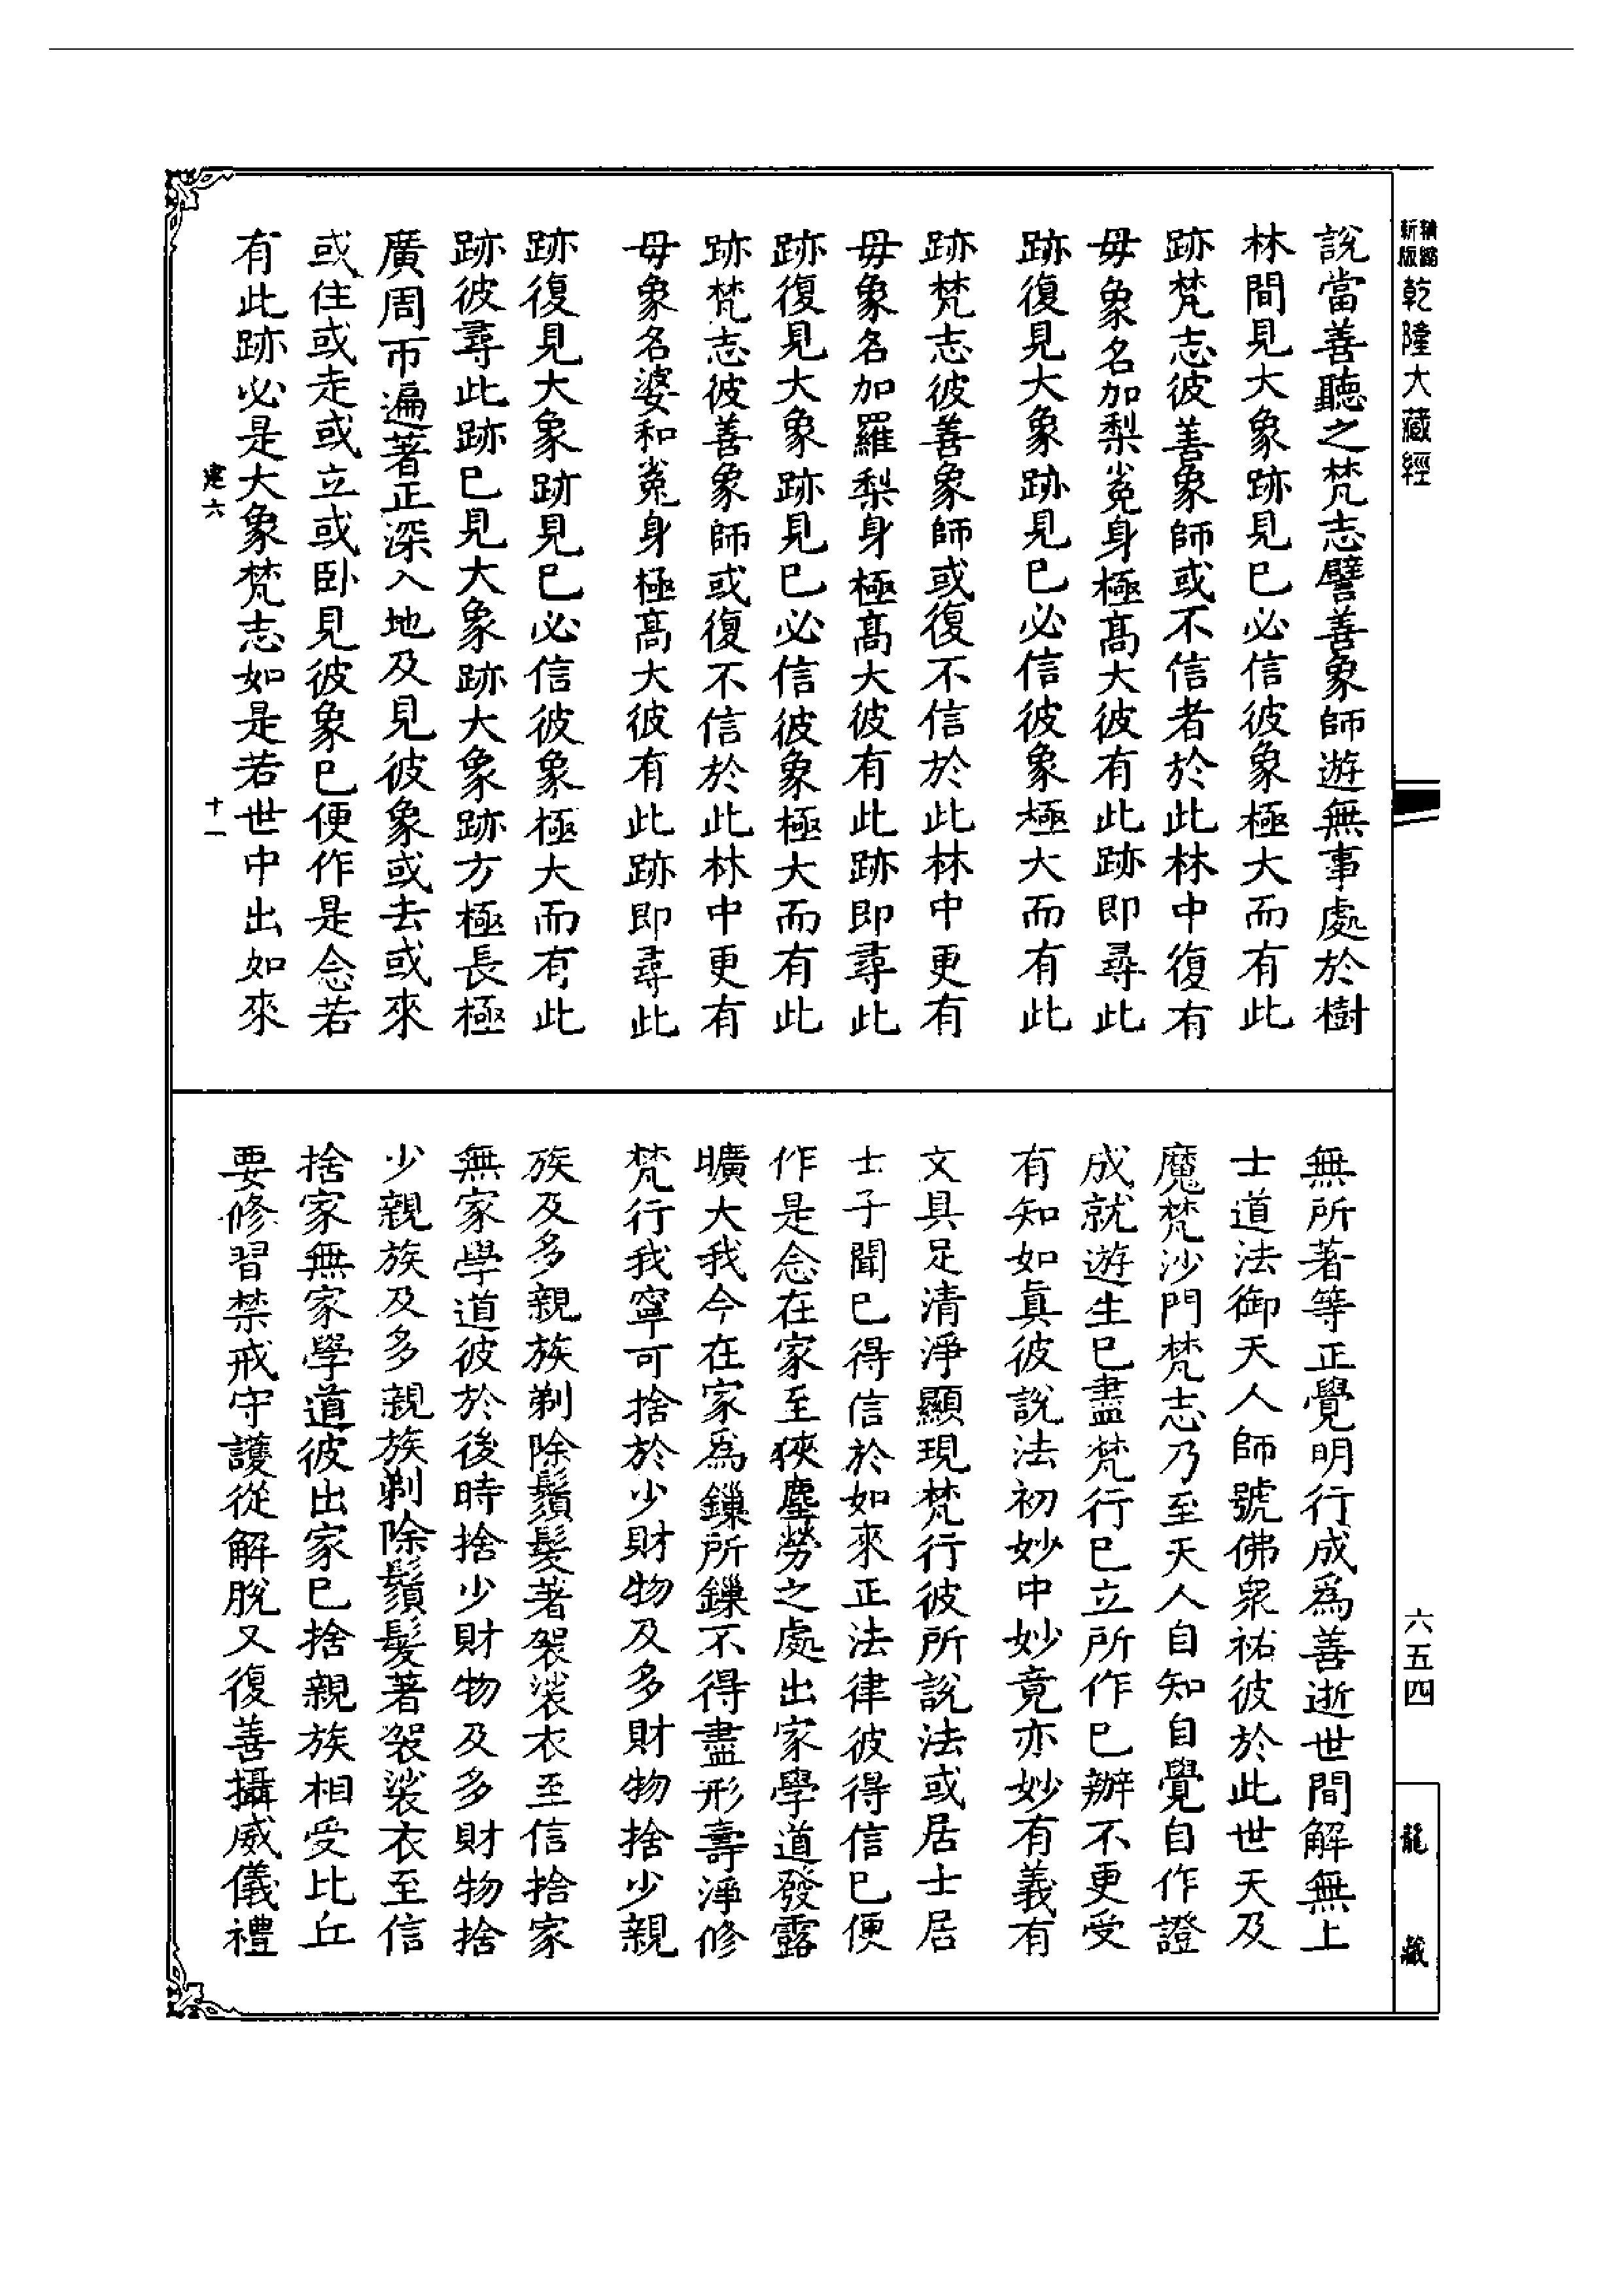 精縮新版乾隆大藏經
說當善聽之梵志譬善象師遊無事處於樹
林間見大象跡見已必信彼象極大而有此
跡梵志彼善象師或不信者於此林中復有
母象名加梨㝹身極高大彼有此跡即尋此
跡復見大象跡見已必信彼象極大而有此
跡梵志彼善象師或復不信於此林中更有
母象名加羅梨身極高大彼有此跡即尋此
跡復見大象跡見已必信彼象極大而有此
跡梵志彼善象師或復不信於此林中更有
母象名婆和㝹身極高大彼有此跡即尋此
跡復見大象跡見已必信彼象極大而有此
跡彼尋此跡已見大象跡大象跡方極長極
廣周帀遍著正深入地及見彼象或去或來
或住或走或立或臥見彼象已便作是念若
有此跡必是大象梵志如是若世中出如來
建六 十一
無所著等正覺明行成為善逝世間解無上
士道法御天人師號佛眾祐彼於此世天及
魔梵沙門梵志乃至天人自知自覺自作證
成就遊生已盡梵行已立所作已辦不更受
有知如真彼說法初妙中妙竟亦妙有義有
文具足清淨顯現梵行彼所說法或居士居
士子聞已得信於如來正法律彼得信已便
作是念在家至狹塵勞之處出家學道發露
曠大我今在家為鏁所鏁不得盡形壽淨修
梵行我寧可捨於少財物及多財物捨少親
族及多親族剃除鬚髮著袈裟衣至信捨家
無家學道彼於後時捨少財物及多財物捨
少親族及多親族剃除鬚髮著袈裟衣至信
捨家無家學道彼出家已捨親族相受比丘
要修習禁戒守護從解脫又復善攝威儀禮
六五四
龍藏